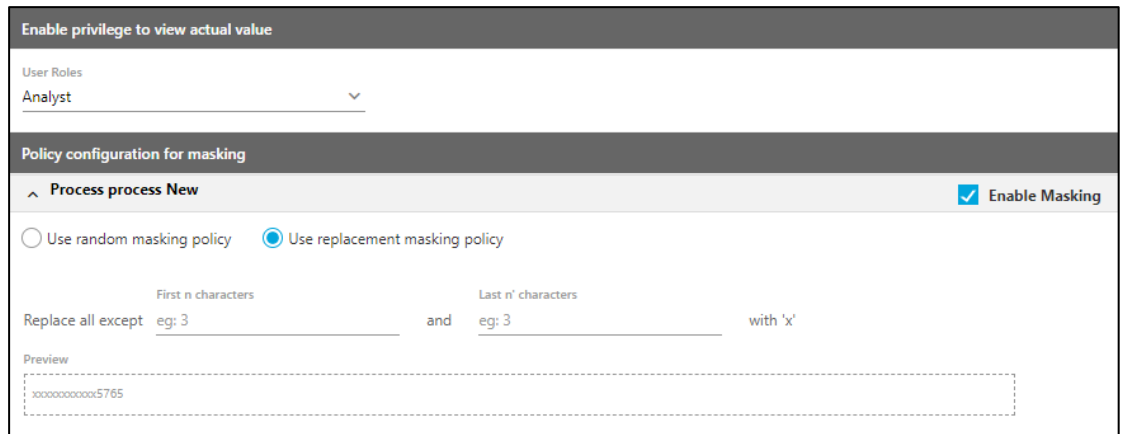 Enable privilege to view actual value
User Roles
Analyst
Policy configuration for masking
Process process New
Enable Masking
Use random masking policy
Use replacement masking policy
First n characters
Last n' characters
Replace all except eg: 3 and eg: 3 with 'x'
Preview
xxxxxxxxxxxx5765